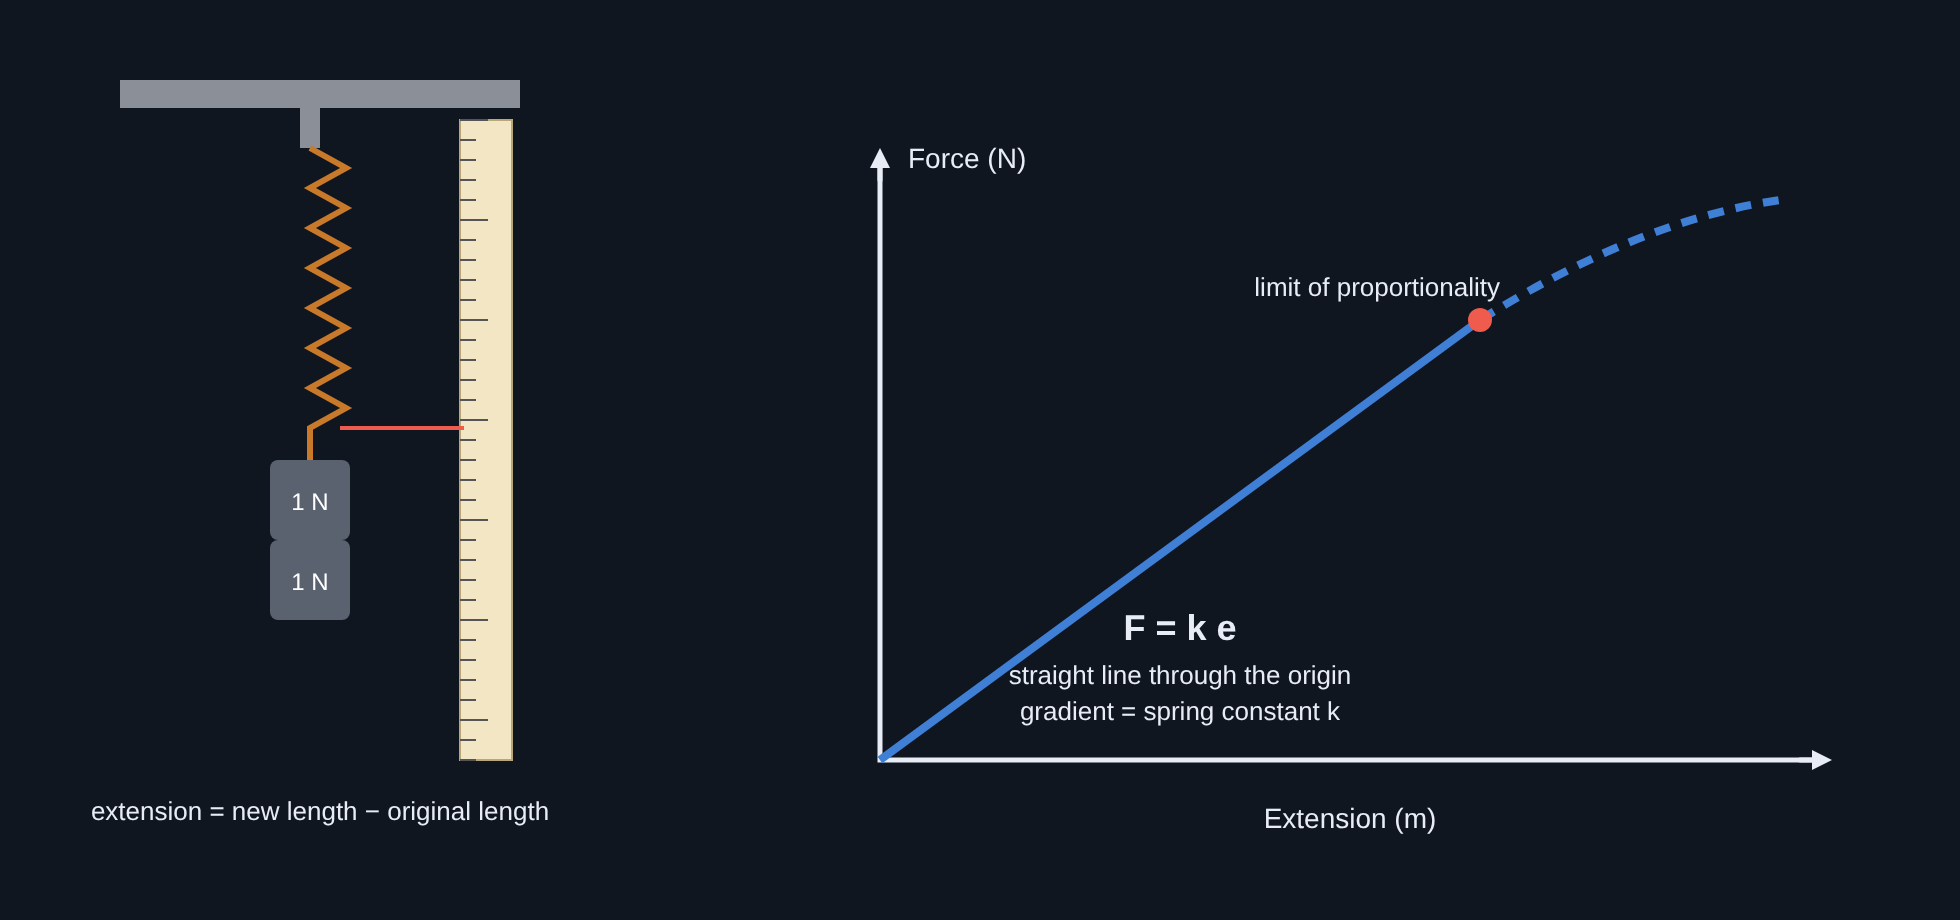 1 N
1 N
extension = new length − original length
Force (N)
limit of proportionality
F = k e
straight line through the origin
gradient = spring constant k
Extension (m)